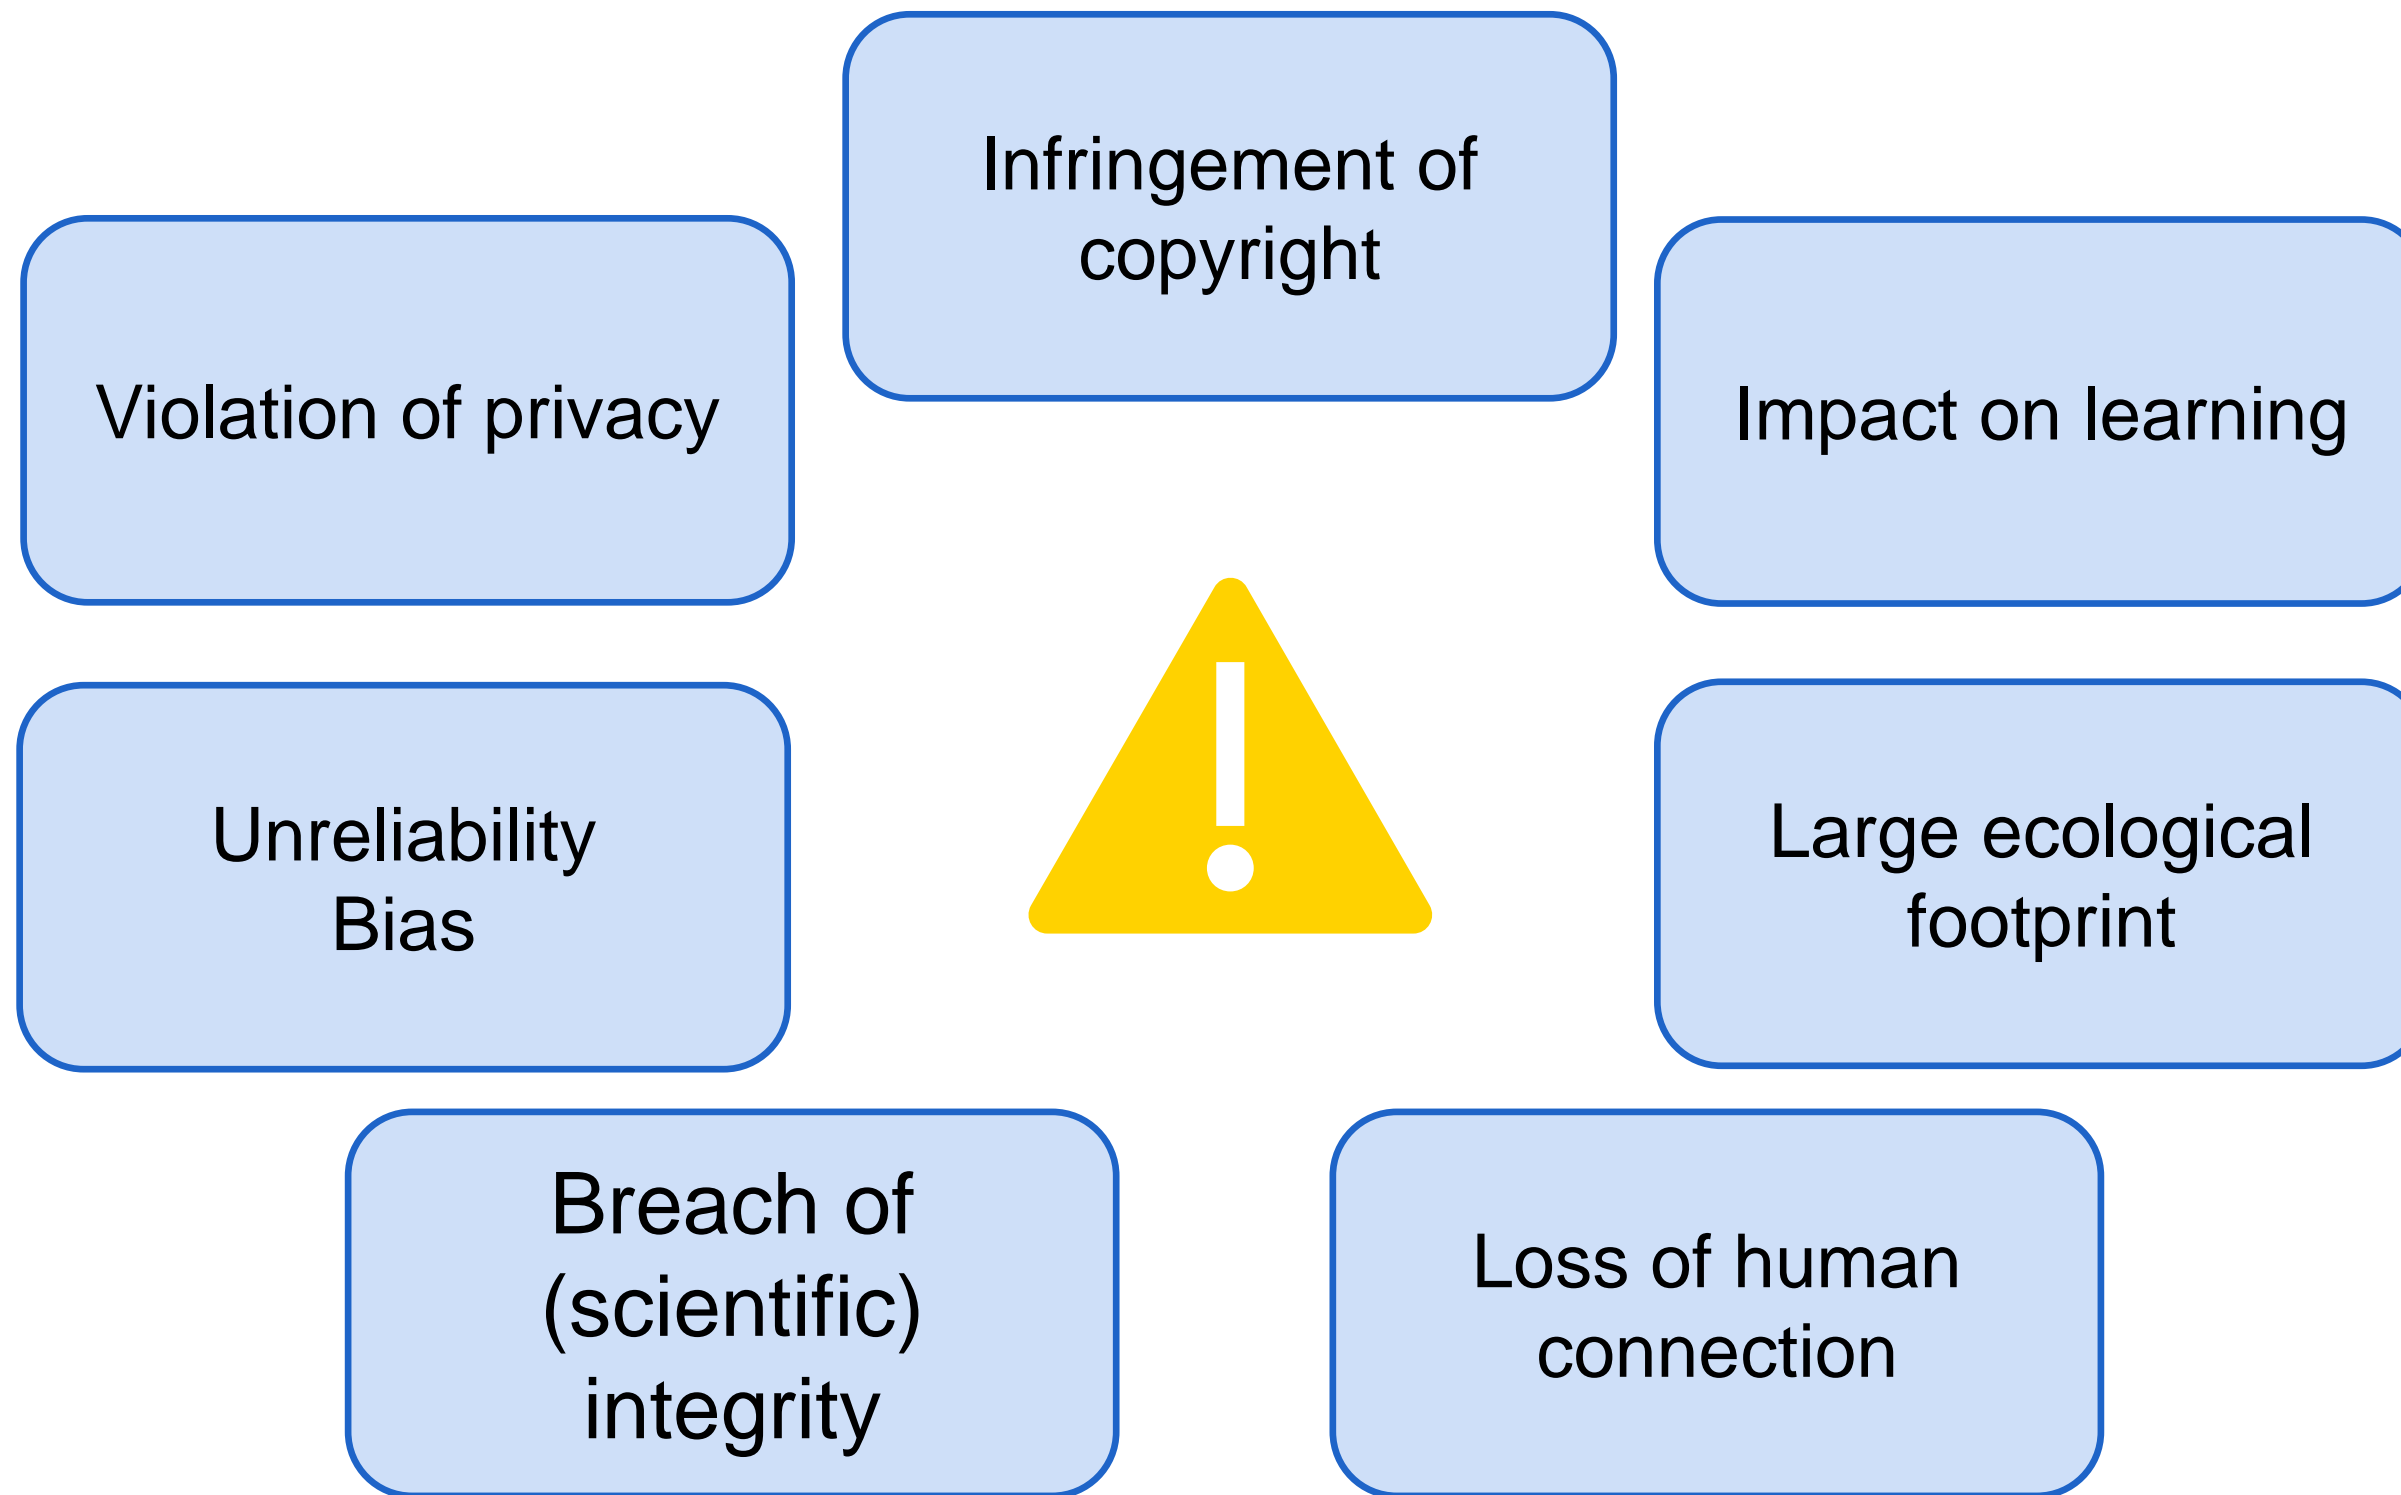 Infringement of
copyright
Violation of privacy
Impact on learning
Unreliability
Bias
Large ecological
footprint
Breach of
(scientific)
integrity
Loss of human
connection